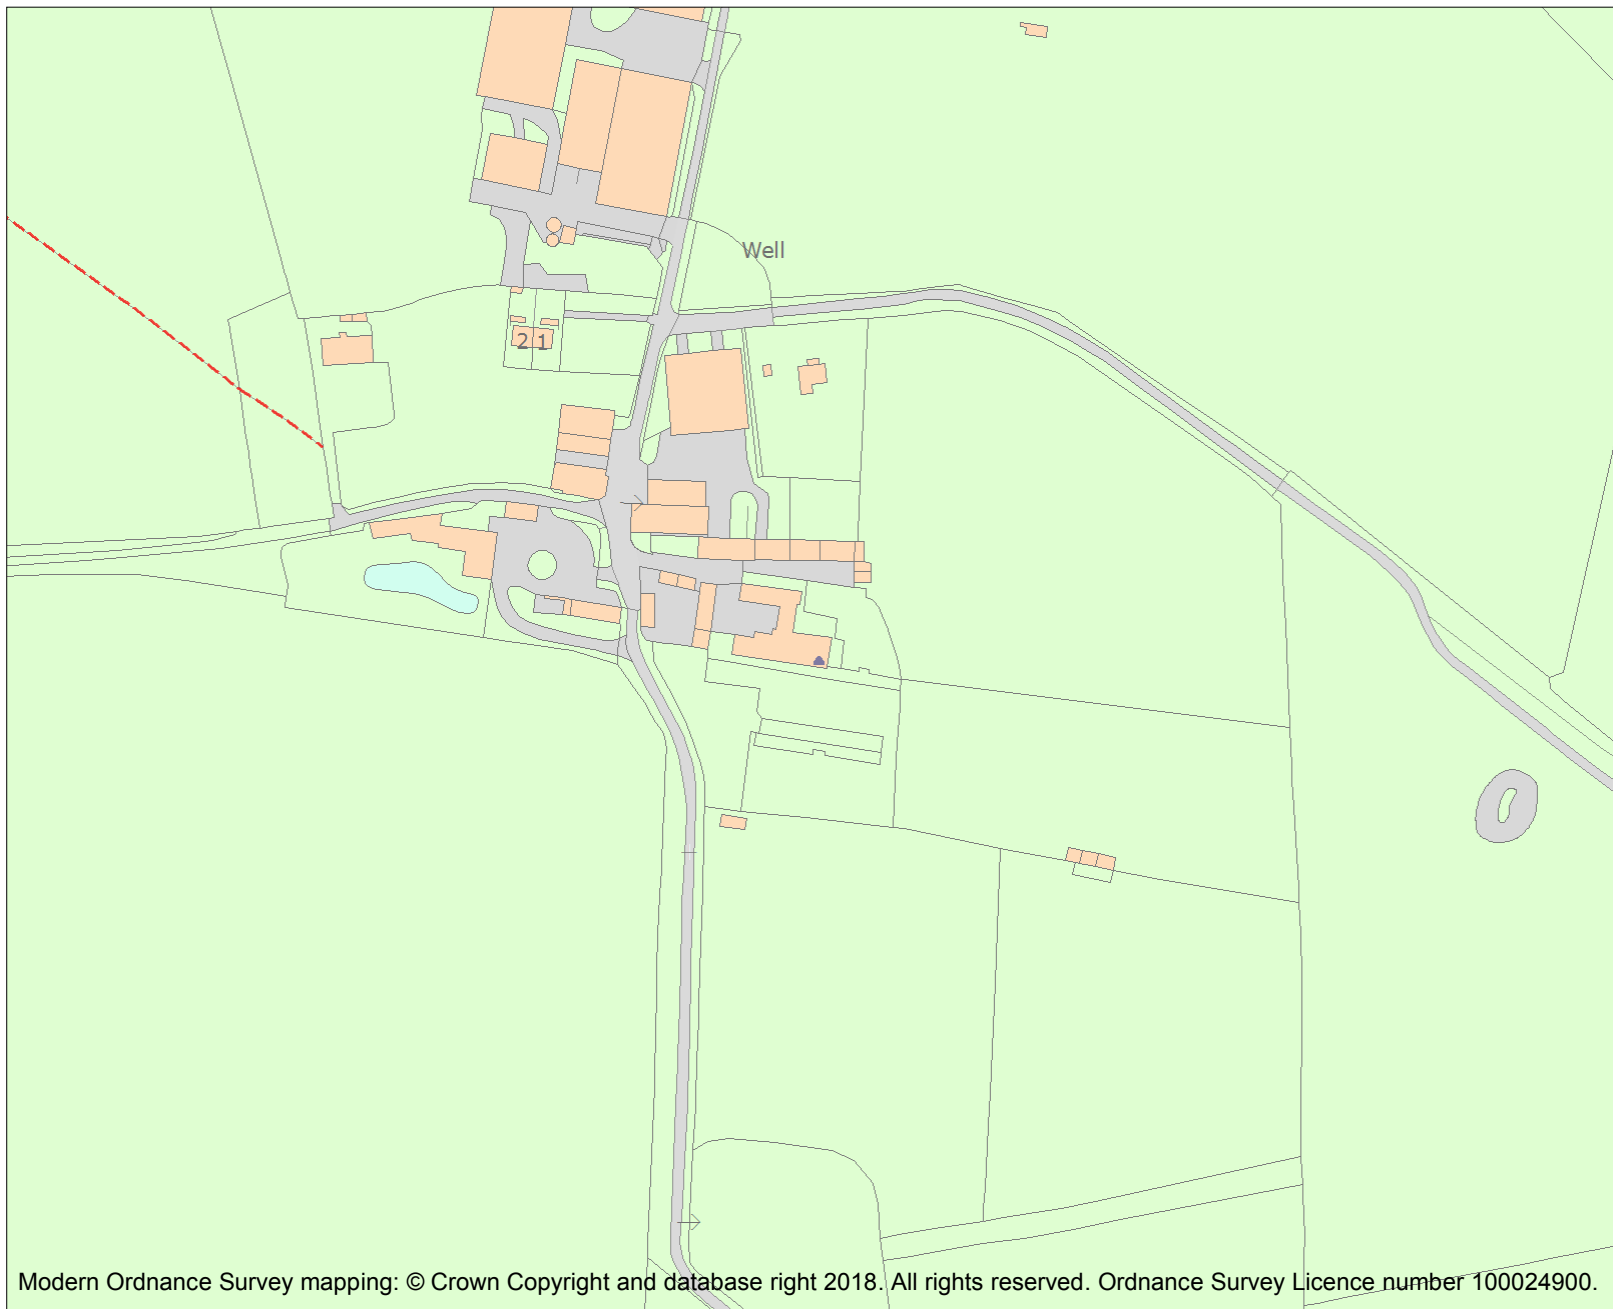 Well
2 1
Modern Ordnance Survey mapping: © Crown Copyright and database right 2018. All rights reserved. Ordnance Survey Licence number 100024900.